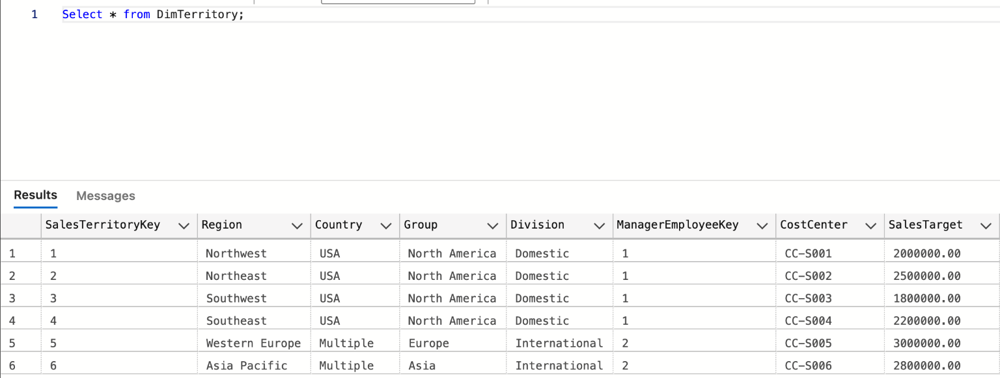 1 Select * from DimTerritory;
Results Messages
SalesTerritoryKey Region Country Group Division ManagerEmployeeKey CostCenter SalesTarget
1 1 Northwest USA North America Domestic 1 CC-S001 2000000.00
2 2 Northeast USA North America Domestic 1 CC-S002 2500000.00
3 3 Southwest USA North America Domestic 1 CC-S003 1800000.00
4 4 Southeast USA North America Domestic 1 CC-S004 2200000.00
5 5 Western Europe Multiple Europe International 2 CC-S005 3000000.00
6 6 Asia Pacific Multiple Asia International 2 CC-S006 2800000.00